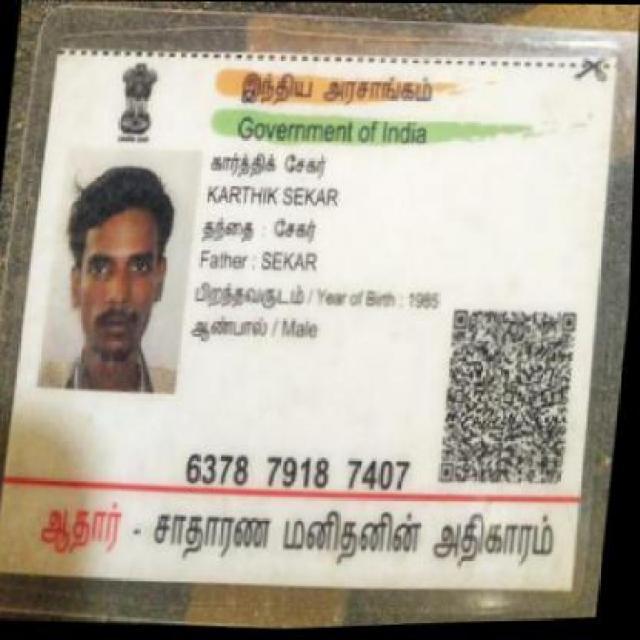 இந்திய அரசாங்கம்
Government of India
கார்த்திக் சேகர்
KARTHIK SEKAR
தந்தை : சேகர்
Father : SEKAR
பிறந்தவருடம் / Year of Birth : 1985
ஆண்பால் / Male
6378 7918 7407
ஆதார் - சாதாரண மனிதனின் அதிகாரம்